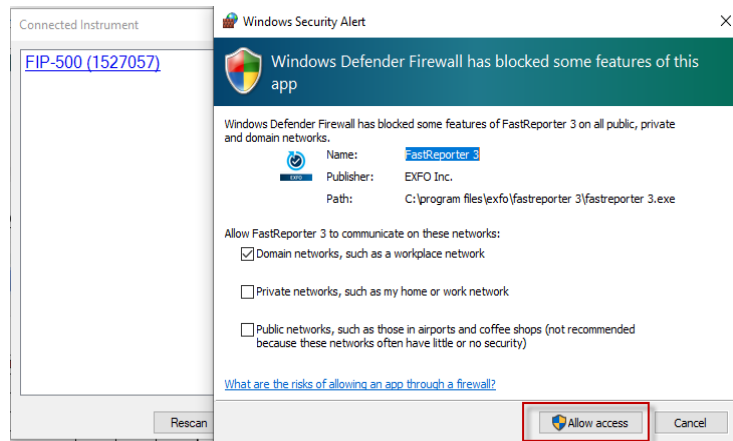 Connected Instrument
FIP-500 (1527057)
Rescan
Windows Security Alert
Windows Defender Firewall has blocked some features of this
app
Windows Defender Firewall has blocked some features of FastReporter 3 on all public, private
and domain networks.
EXFO
Name: FastReporter 3
Publisher: EXFO Inc.
Path: C:\program files\exfo\fastreporter 3\fastreporter 3.exe
Allow FastReporter 3 to communicate on these networks:
Domain networks, such as a workplace network
Private networks, such as my home or work network
Public networks, such as those in airports and coffee shops (not recommended
because these networks often have little or no security)
What are the risks of allowing an app through a firewall?
Allow access
Cancel